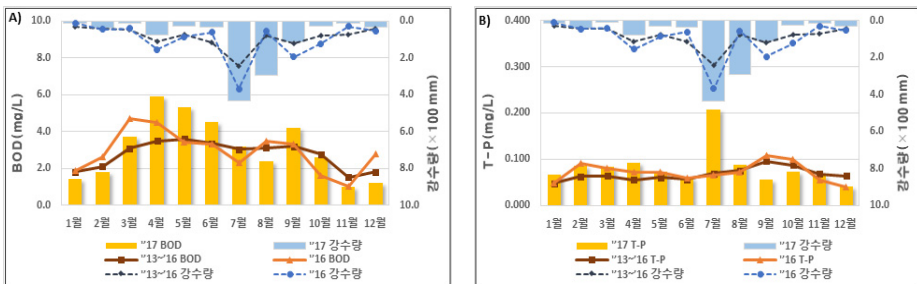 A)
10.0
8.0
6.0
4.0
2.0
0.0
BOD(mg/L)
0.0
2.0
4.0
6.0
8.0
10.0
강수량(×100 mm)
1월 2월 3월 4월 5월 6월 7월 8월 9월 10월 11월 12월
"17 BOD
"17 강수량
"13~'16 BOD
"16 BOD
"13~'16 강수량
"16 강수량
B)
0.400
0.300
0.200
0.100
0.000
T-P(mg/L)
0.0
2.0
4.0
6.0
8.0
10.0
강수량(×100 mm)
1월 2월 3월 4월 5월 6월 7월 8월 9월 10월 11월 12월
"17 T-P
"17 강수량
"13~'16 T-P
"16 T-P
"13~'16 강수량
"16 강수량